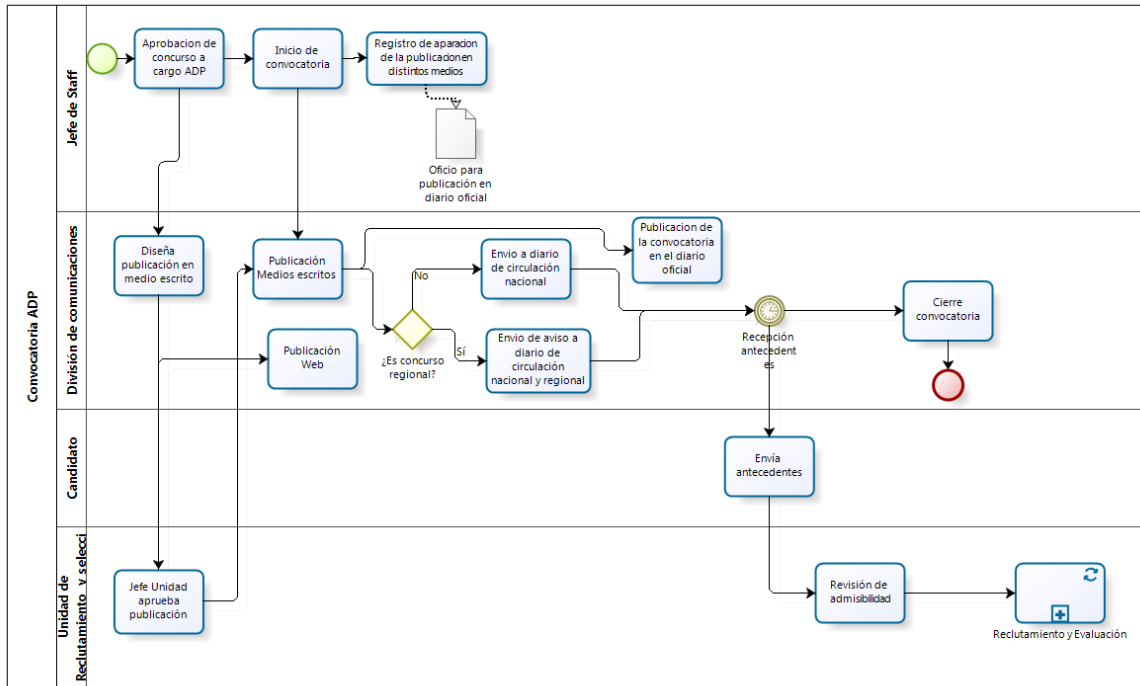 Convocatoria ADP
Jefe de Staff
Aprobacion de
concurso a
cargo ADP
Inicio de
convocatoria
Registro de aparacion
de la publicacionen
distintos medios
Oficio para
publicación en
diario oficial
División de comunicaciones
Diseña
publicación en
medio escrito
Publicación
Medios escritos
Publicación
Web
¿Es concurso
regional?
No
Sí
Envio a diario
de circulación
nacional
Envio de aviso a
diario de
circulación
nacional y regional
Publicacion de
la convocatoria
en el diario
oficial
Recepción
antecedent
es
Cierre
convocatoria
Candidato
Envía
antecedentes
Unidad de
Reclutamiento y selecci
Jefe Unidad
aprueba
publicación
Revisión de
admisibilidad
Reclutamiento y Evaluación